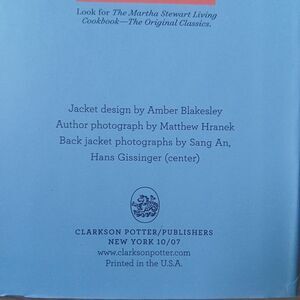 Look for The Martha Stewart Living
Cookbook—The Original Classics.
Jacket design by Amber Blakesley
Author photograph by Matthew Hranek
Back jacket photographs by Sang An,
Hans Gissinger (center)
CLARKSON POTTER/PUBLISHERS
NEW YORK 10/07
www.clarksonpotter.com
Printed in the U.S.A.